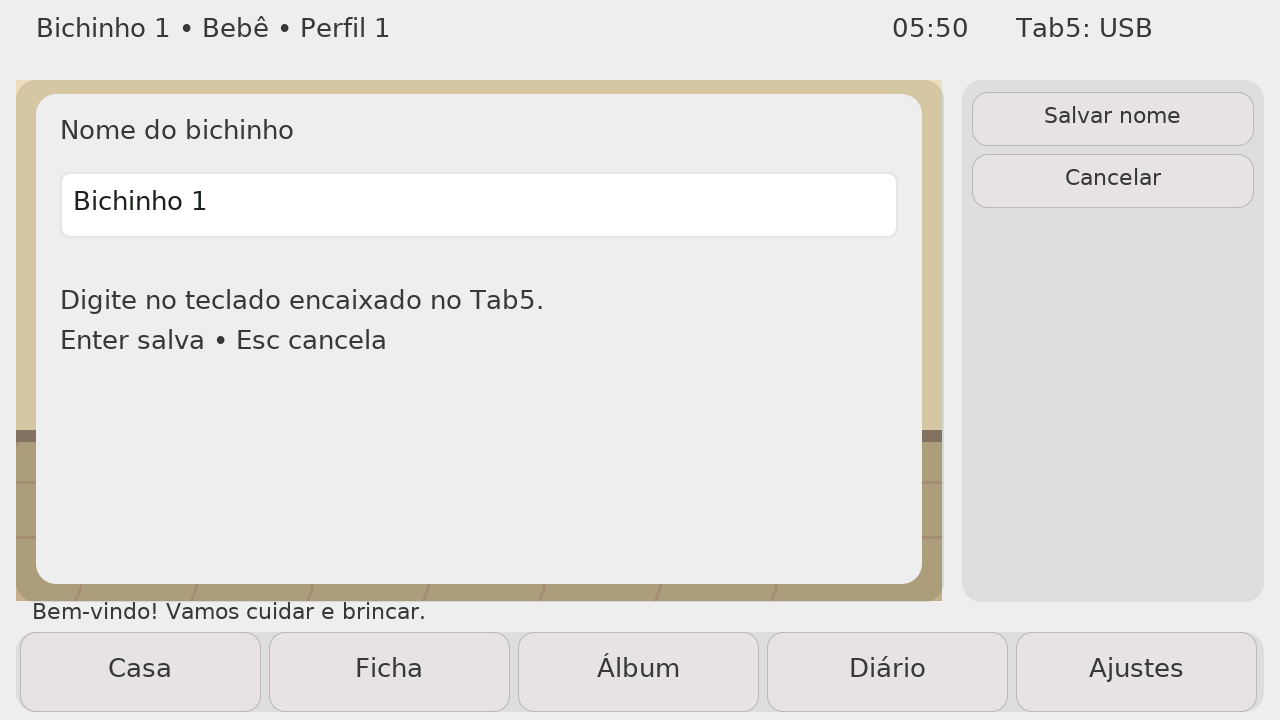 Bichinho 1 • Bebê • Perfil 1
05:50
Tab5: USB
Nome do bichinho
Bichinho 1
Digite no teclado encaixado no Tab5.
Enter salva • Esc cancela
Salvar nome
Cancelar
Bem-vindo! Vamos cuidar e brincar.
Casa
Ficha
Álbum
Diário
Ajustes